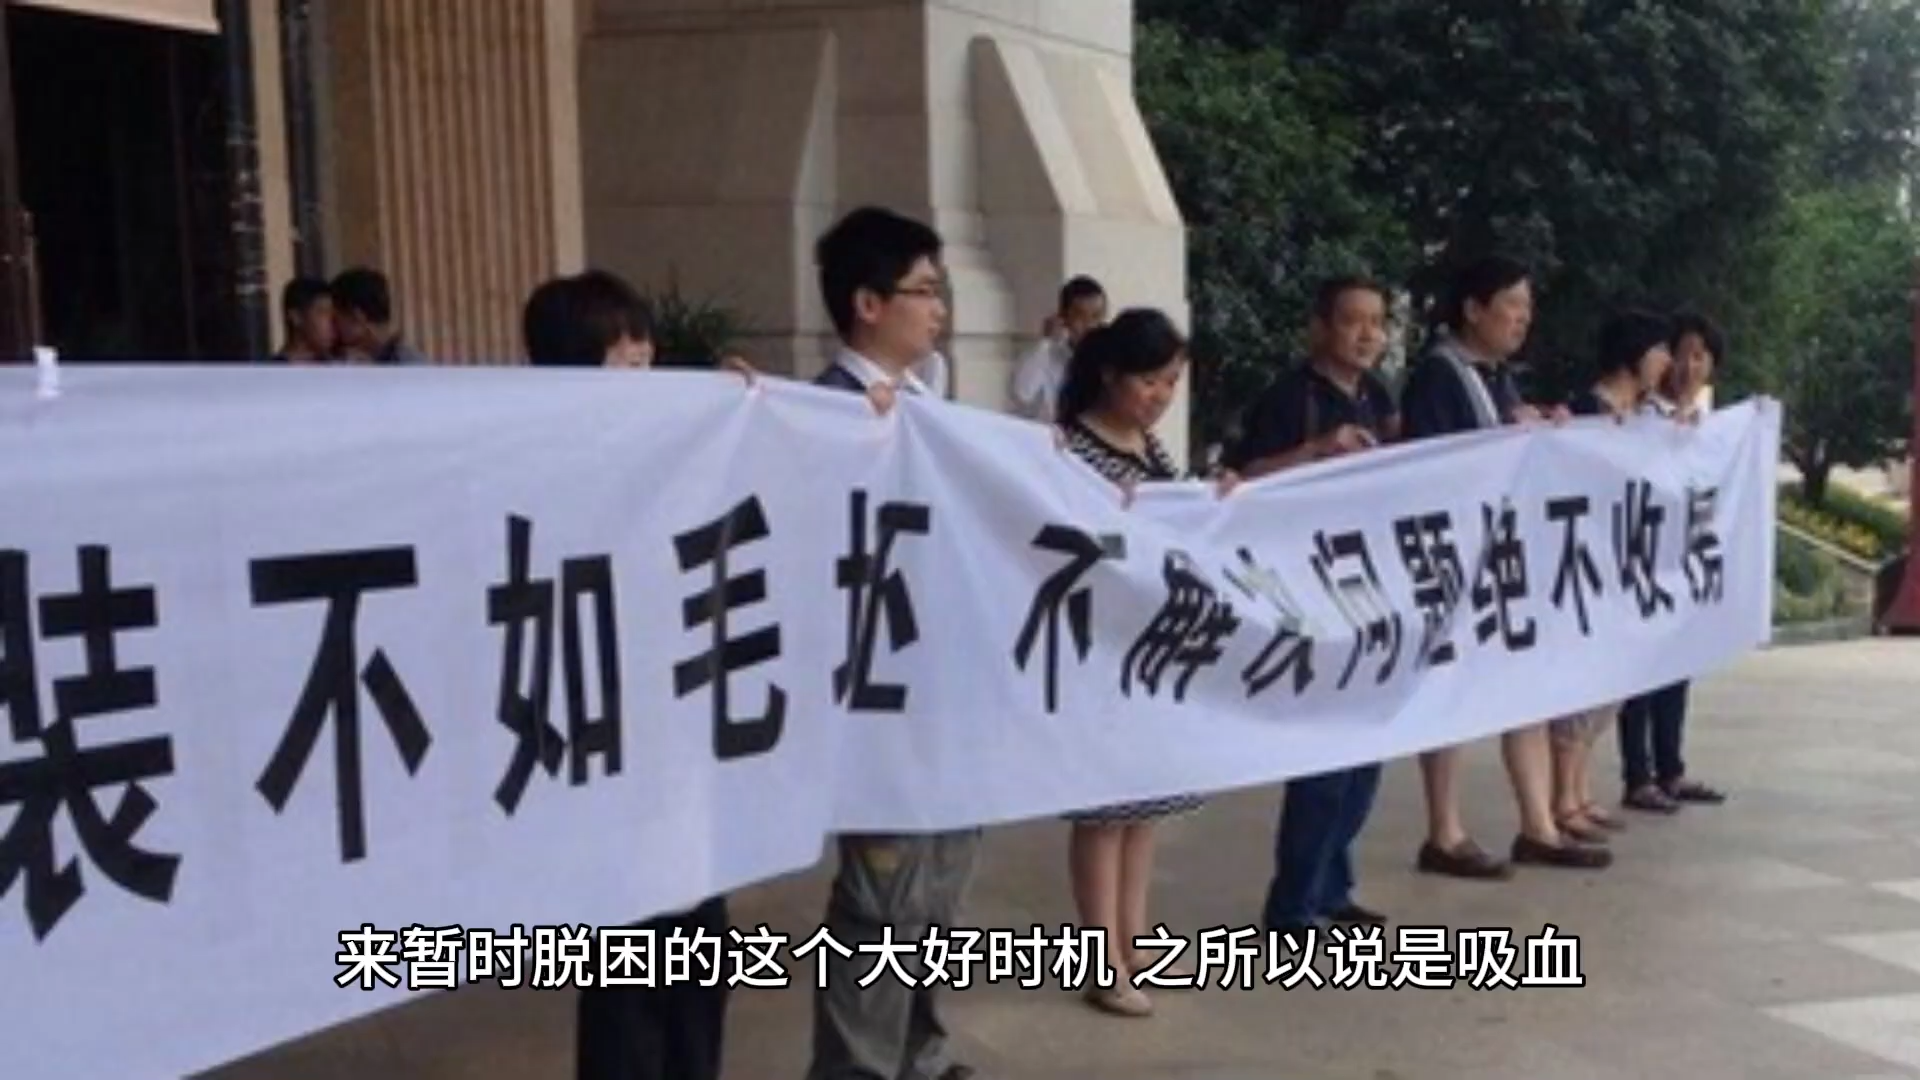 装不如毛坯 不解决问题绝不收房
来暂时脱困的这个大好时机 之所以说是吸血